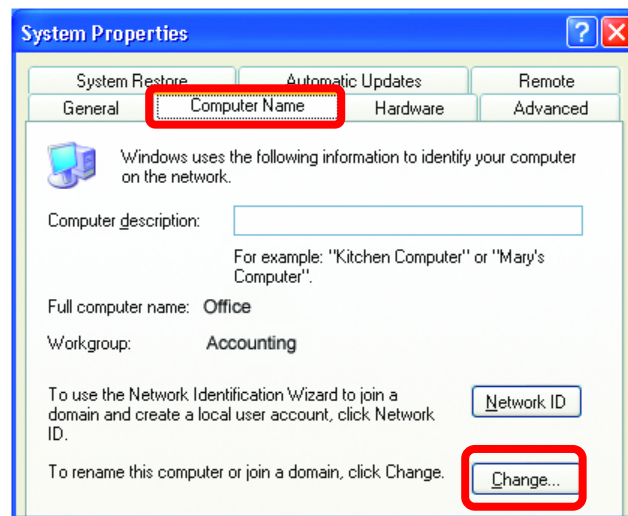 System Properties
System Restore Automatic Updates Remote
General Computer Name Hardware Advanced
Windows uses the following information to identify your computer
on the network.
Computer description:
For example: "Kitchen Computer" or "Mary's
Computer".
Full computer name: Office
Workgroup: Accounting
To use the Network Identification Wizard to join a
domain and create a local user account, click Network
ID.
Network ID
To rename this computer or join a domain, click Change.
Change...